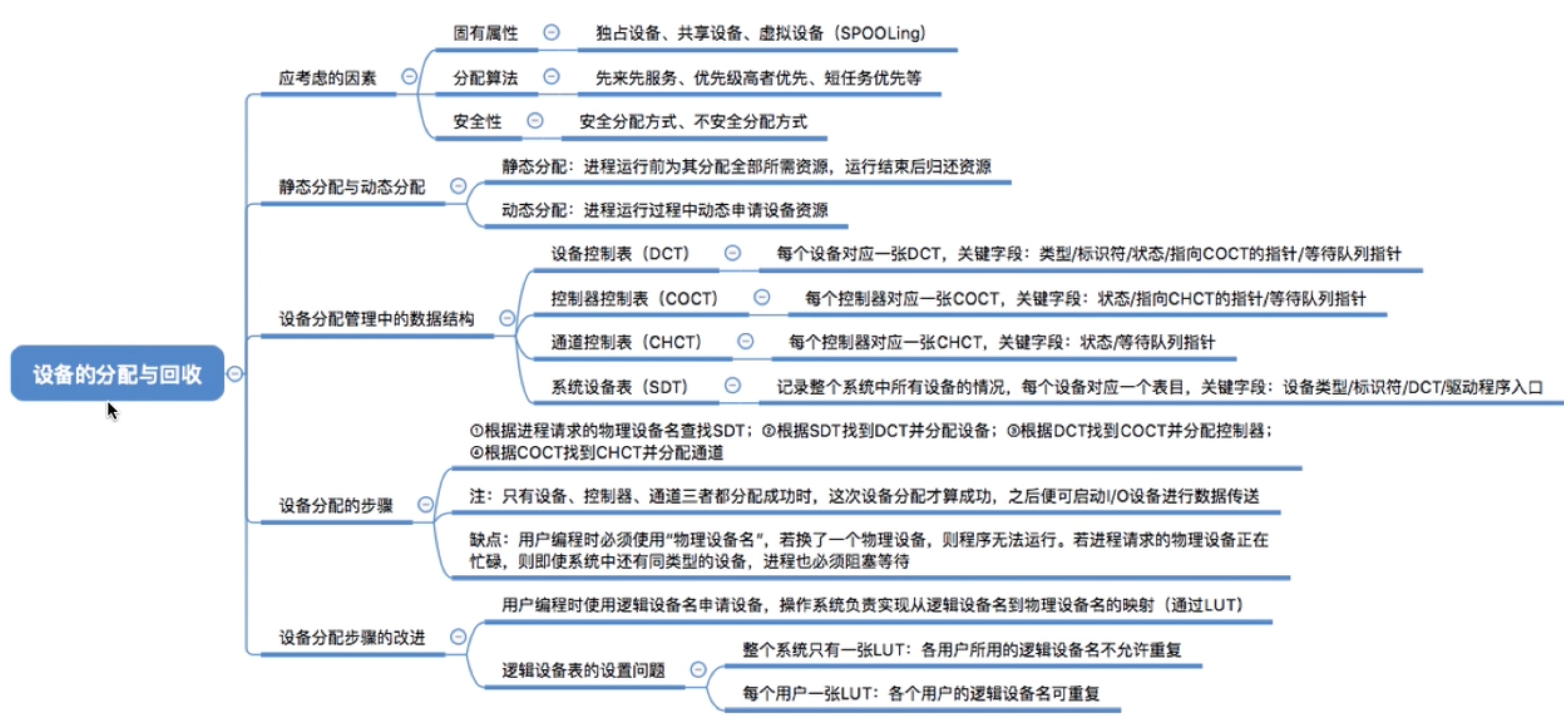 设备的分配与回收
应考虑的因素
固有属性
独占设备、共享设备、虚拟设备（SPOOLing）
分配算法
先来先服务、优先级高者优先、短任务优先等
安全性
安全分配方式、不安全分配方式
静态分配与动态分配
静态分配：进程运行前为其分配全部所需资源，运行结束后归还资源
动态分配：进程运行过程中动态申请设备资源
设备分配管理中的数据结构
设备控制表（DCT）
每个设备对应一张DCT，关键字段：类型/标识符/状态/指向COCT的指针/等待队列指针
控制器控制表（COCT）
每个控制器对应一张COCT，关键字段：状态/指向CHCT的指针/等待队列指针
通道控制表（CHCT）
每个控制器对应一张CHCT，关键字段：状态/等待队列指针
系统设备表（SDT）
记录整个系统中所有设备的情况，每个设备对应一个表目，关键字段：设备类型/标识符/DCT/驱动程序入口
设备分配的步骤
①根据进程请求的物理设备名查找SDT；②根据SDT找到DCT并分配设备；③根据DCT找到COCT并分配控制器；
④根据COCT找到CHCT并分配通道
注：只有设备、控制器、通道三者都分配成功时，这次设备分配才算成功，之后便可启动I/O设备进行数据传送
缺点：用户编程时必须使用“物理设备名”，若换了一个物理设备，则程序无法运行。若进程请求的物理设备正在
忙碌，则即使系统中还有同类型的设备，进程也必须阻塞等待
设备分配步骤的改进
用户编程时使用逻辑设备名申请设备，操作系统负责实现从逻辑设备名到物理设备名的映射（通过LUT）
逻辑设备表的设置问题
整个系统只有一张LUT：各用户所用的逻辑设备名不允许重复
每个用户一张LUT：各个用户的逻辑设备名可重复